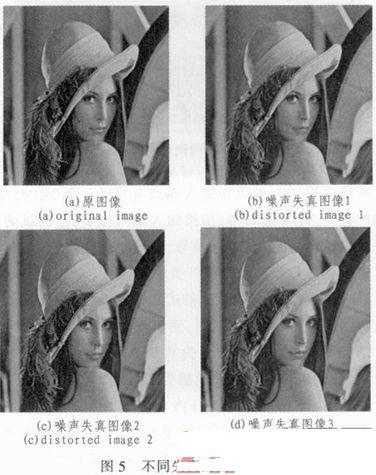 (a)原图像
(a)original image
(b)噪声失真图像1
(b)distorted image 1
(c)噪声失真图像2
(c)distorted image 2
(d)噪声失真图像3
图 5 不同